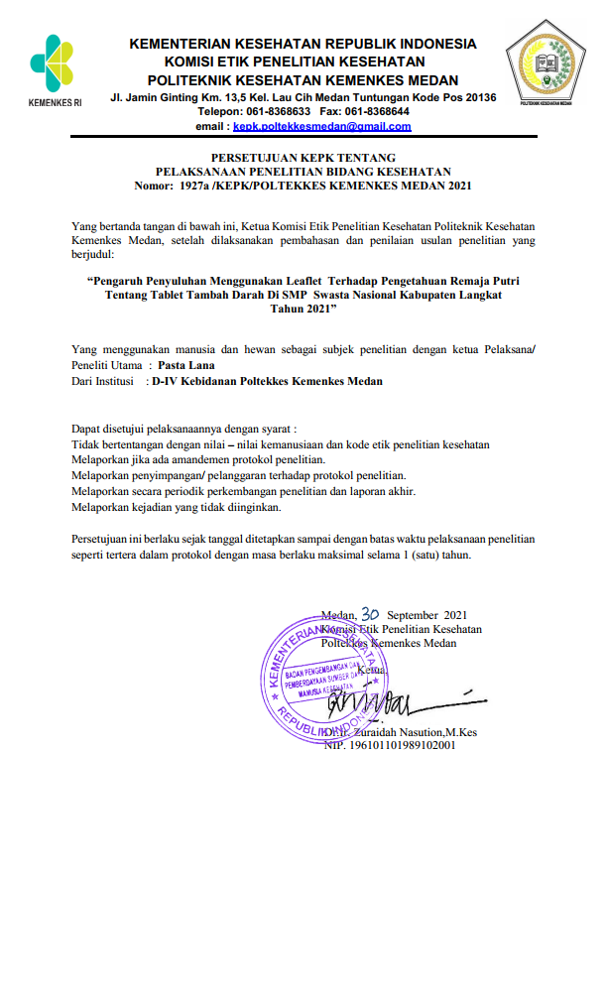 KEMENTERIAN KESEHATAN REPUBLIK INDONESIA
KOMISI ETIK PENELITIAN KESEHATAN
POLITEKNIK KESEHATAN KEMENKES MEDAN
Jl. Jamin Ginting Km. 13,5 Kel. Lau Cih Medan Tuntungan Kode Pos 20136
Telepon: 061-8368633 Fax: 061-8368644
email : kepk.poltekkesmedan@gmail.com
KEMENKES RI
POLITEKNIK KESEHATAN MEDAN
PERSETUJUAN KEPK TENTANG
PELAKSANAAN PENELITIAN BIDANG KESEHATAN
Nomor: 1927a /KEPK/POLTEKKES KEMENKES MEDAN 2021
Yang bertanda tangan di bawah ini, Ketua Komisi Etik Penelitian Kesehatan Politeknik Kesehatan
Kemenkes Medan, setelah dilaksanakan pembahasan dan penilaian usulan penelitian yang
berjudul:
“Pengaruh Penyuluhan Menggunakan Leaflet Terhadap Pengetahuan Remaja Putri
Tentang Tablet Tambah Darah Di SMP Swasta Nasional Kabupaten Langkat
Tahun 2021”
Yang menggunakan manusia dan hewan sebagai subjek penelitian dengan ketua Pelaksana/
Peneliti Utama : Pasta Lana
Dari Institusi : D-IV Kebidanan Poltekkes Kemenkes Medan
Dapat disetujui pelaksanaannya dengan syarat :
Tidak bertentangan dengan nilai – nilai kemanusiaan dan kode etik penelitian kesehatan
Melaporkan jika ada amandemen protokol penelitian.
Melaporkan penyimpangan/ pelanggaran terhadap protokol penelitian.
Melaporkan secara periodik perkembangan penelitian dan laporan akhir.
Melaporkan kejadian yang tidak diinginkan.
Persetujuan ini berlaku sejak tanggal ditetapkan sampai dengan batas waktu pelaksanaan penelitian
seperti tertera dalam protokol dengan masa berlaku maksimal selama 1 (satu) tahun.
Medan, 30 September 2021
Komisi Etik Penelitian Kesehatan
Poltekkes Kemenkes Medan
Ketua,
KEMENTERIAN KESEHATAN
BADAN PENGEMBANGAN DAN
PEMBERDAYAAN SUMBER DAYA
MANUSIA KESEHATAN
REPUBLIK INDONESIA
Dr.Ir. Zuraidah Nasution,M.Kes
NIP. 196101101989102001